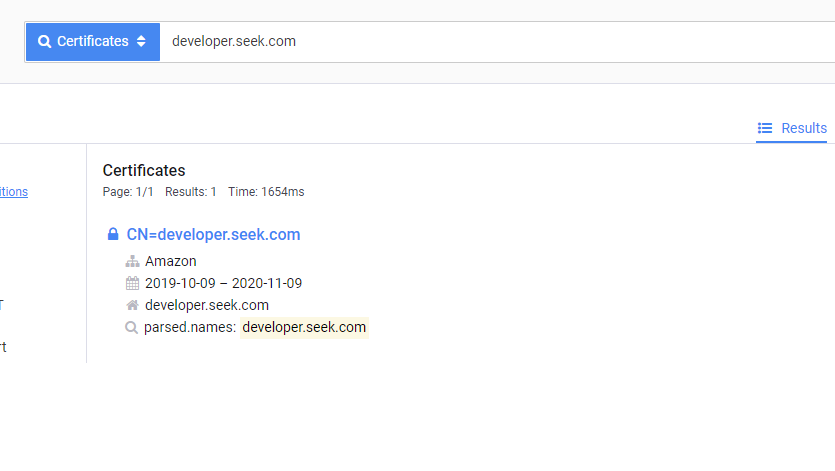 Certificates developer.seek.com
Results
itions
Certificates
Page: 1/1 Results: 1 Time: 1654ms
CN=developer.seek.com
Amazon
2019-10-09 – 2020-11-09
developer.seek.com
T
parsed.names: developer.seek.com
rt